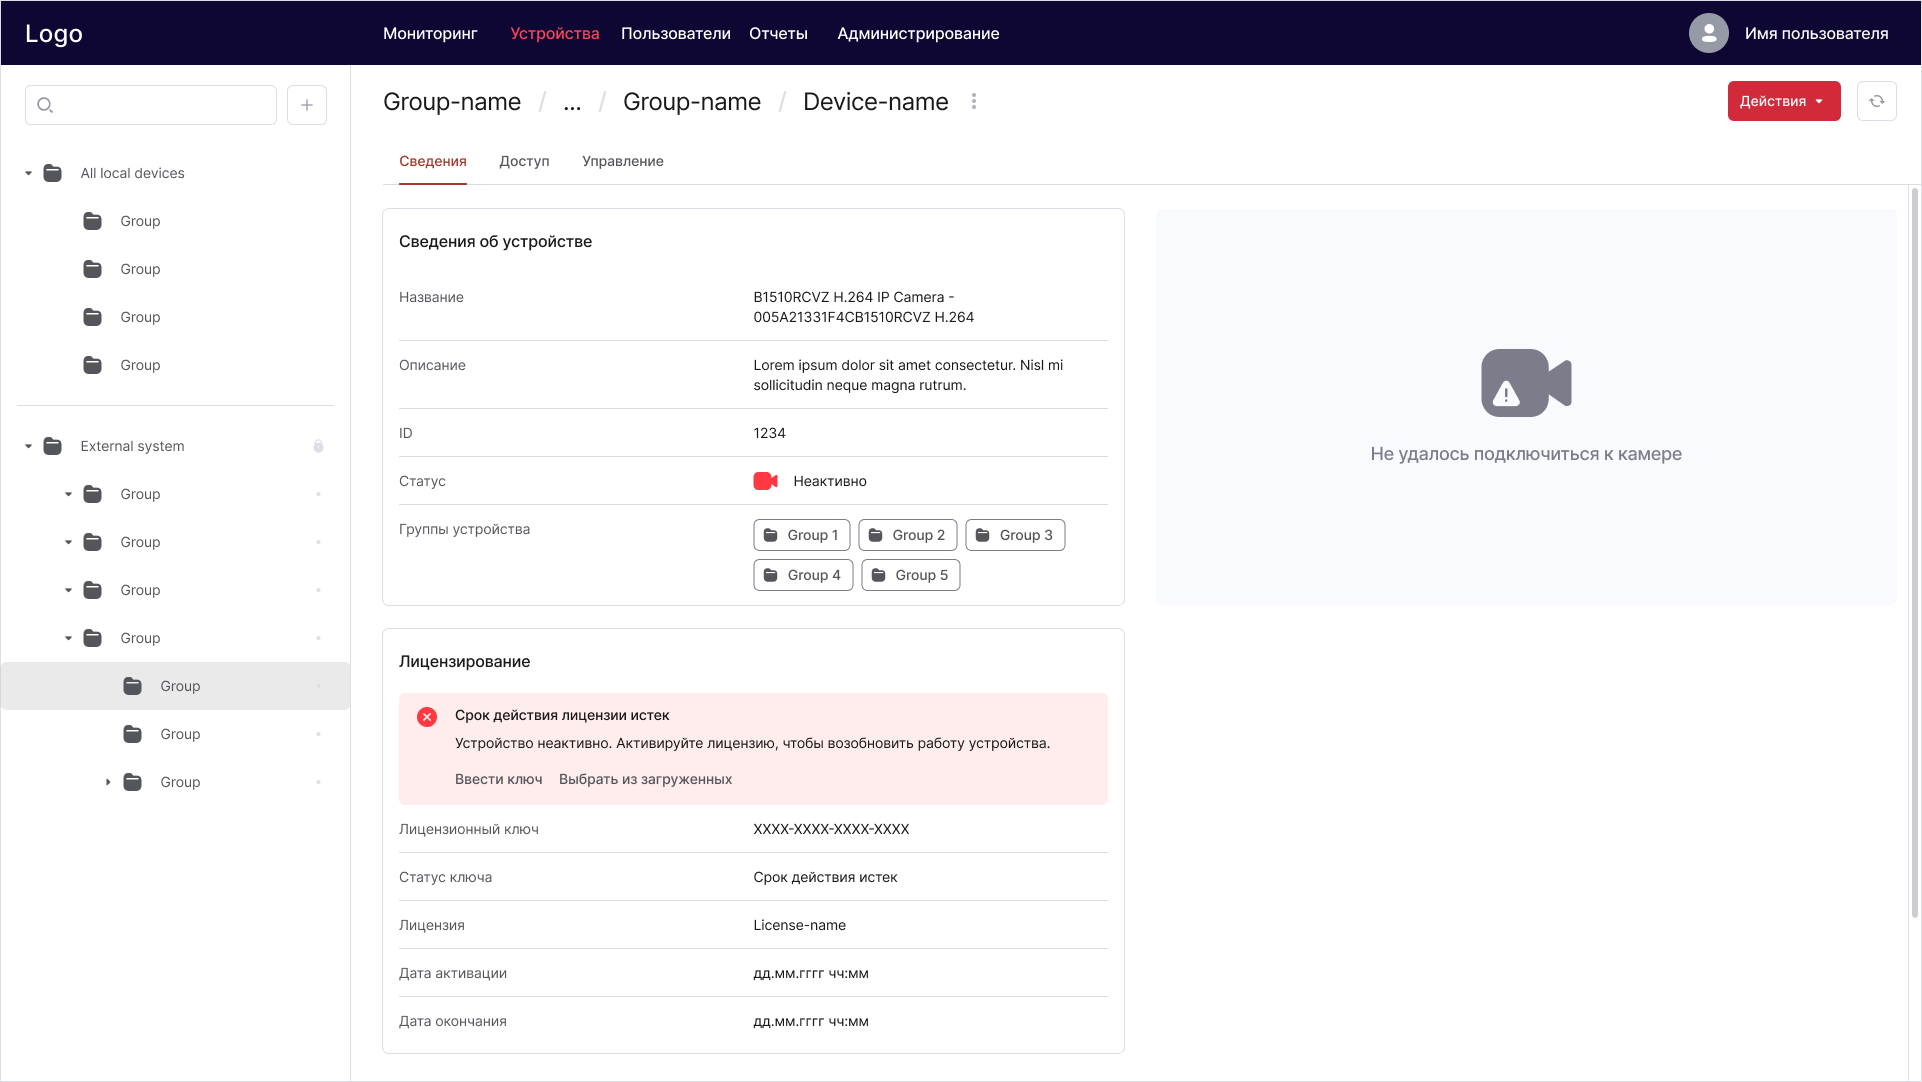 Logo
Мониторинг
Устройства
Пользователи
Отчеты
Администрирование
Имя пользователя
All local devices
Group
Group
Group
Group
External system
Group
Group
Group
Group
Group
Group
Group
Group-name / ... / Group-name / Device-name
Действия
Сведения
Доступ
Управление
Сведения об устройстве
Название
B1510RCVZ H.264 IP Camera -
005A21331F4CB1510RCVZ H.264
Описание
Lorem ipsum dolor sit amet consectetur. Nisl mi
sollicitudin neque magna rutrum.
ID
1234
Статус
Неактивно
Группы устройства
Group 1
Group 2
Group 3
Group 4
Group 5
Не удалось подключиться к камере
Лицензирование
Срок действия лицензии истек
Устройство неактивно. Активируйте лицензию, чтобы возобновить работу устройства.
Ввести ключ
Выбрать из загруженных
Лицензионный ключ
XXXX-XXXX-XXXX-XXXX
Статус ключа
Срок действия истек
Лицензия
License-name
Дата активации
дд.мм.гггг чч:мм
Дата окончания
дд.мм.гггг чч:мм